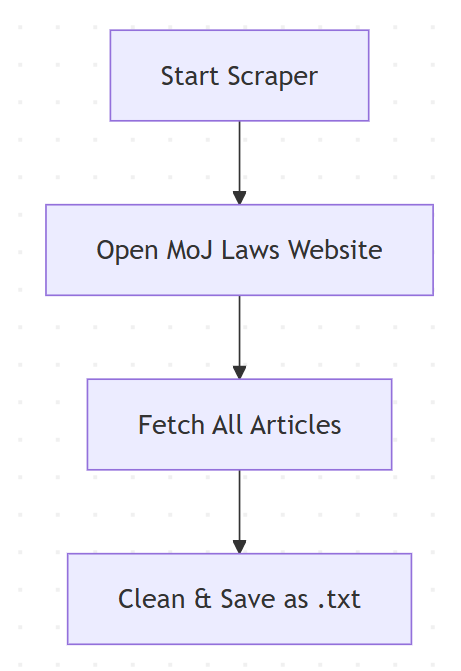 Start Scraper
Open MoJ Laws Website
Fetch All Articles
Clean & Save as .txt